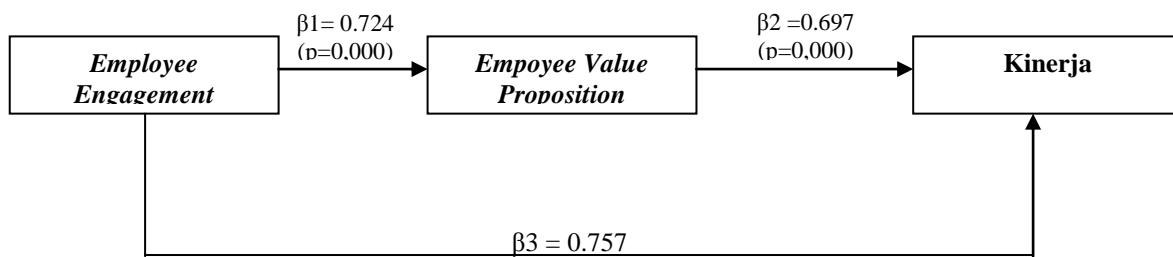 β1= 0.724
(p=0,000)
β2 =0.697
(p=0,000)
Employee
Engagement
Empoyee Value
Proposition
Kinerja
β3 = 0.757